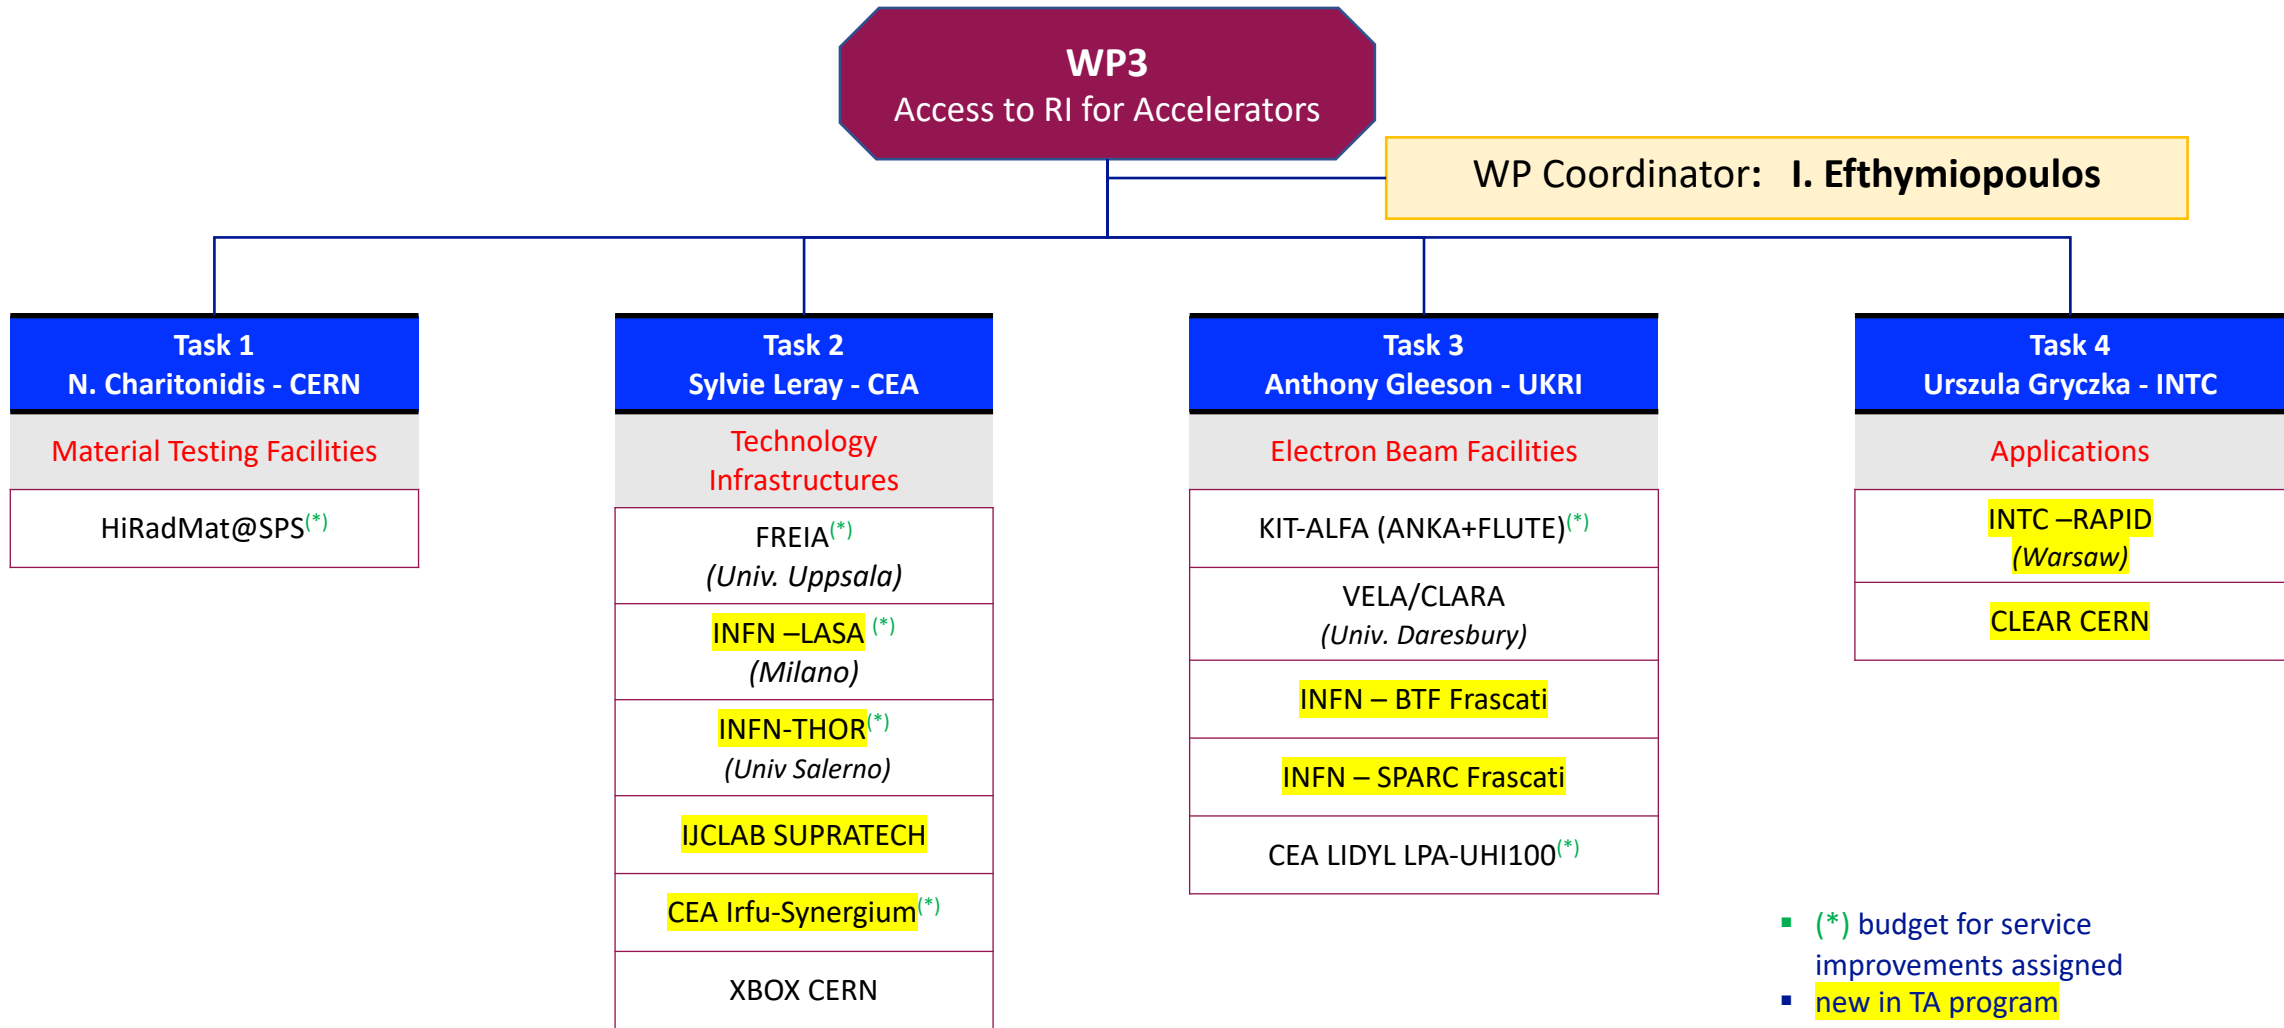 WP3
Access to RI for Accelerators
WP Coordinator: I. Efthymiopoulos
Task 1
N. Charitonidis - CERN
Material Testing Facilities
HiRadMat@SPS(*)
Task 2
Sylvie Leray - CEA
Technology
Infrastructures
FREIA(*)
(Univ. Uppsala)
INFN –LASA (*)
(Milano)
INFN-THOR(*)
(Univ Salerno)
IJCLAB SUPRATECH
CEA Irfu-Synergium(*)
XBOX CERN
Task 3
Anthony Gleeson - UKRI
Electron Beam Facilities
KIT-ALFA (ANKA+FLUTE)(*)
VELA/CLARA
(Univ. Daresbury)
INFN – BTF Frascati
INFN – SPARC Frascati
CEA LIDYL LPA-UHI100(*)
Task 4
Urszula Gryczka - INTC
Applications
INTC –RAPID
(Warsaw)
CLEAR CERN
▪ (*) budget for service
improvements assigned
▪ new in TA program